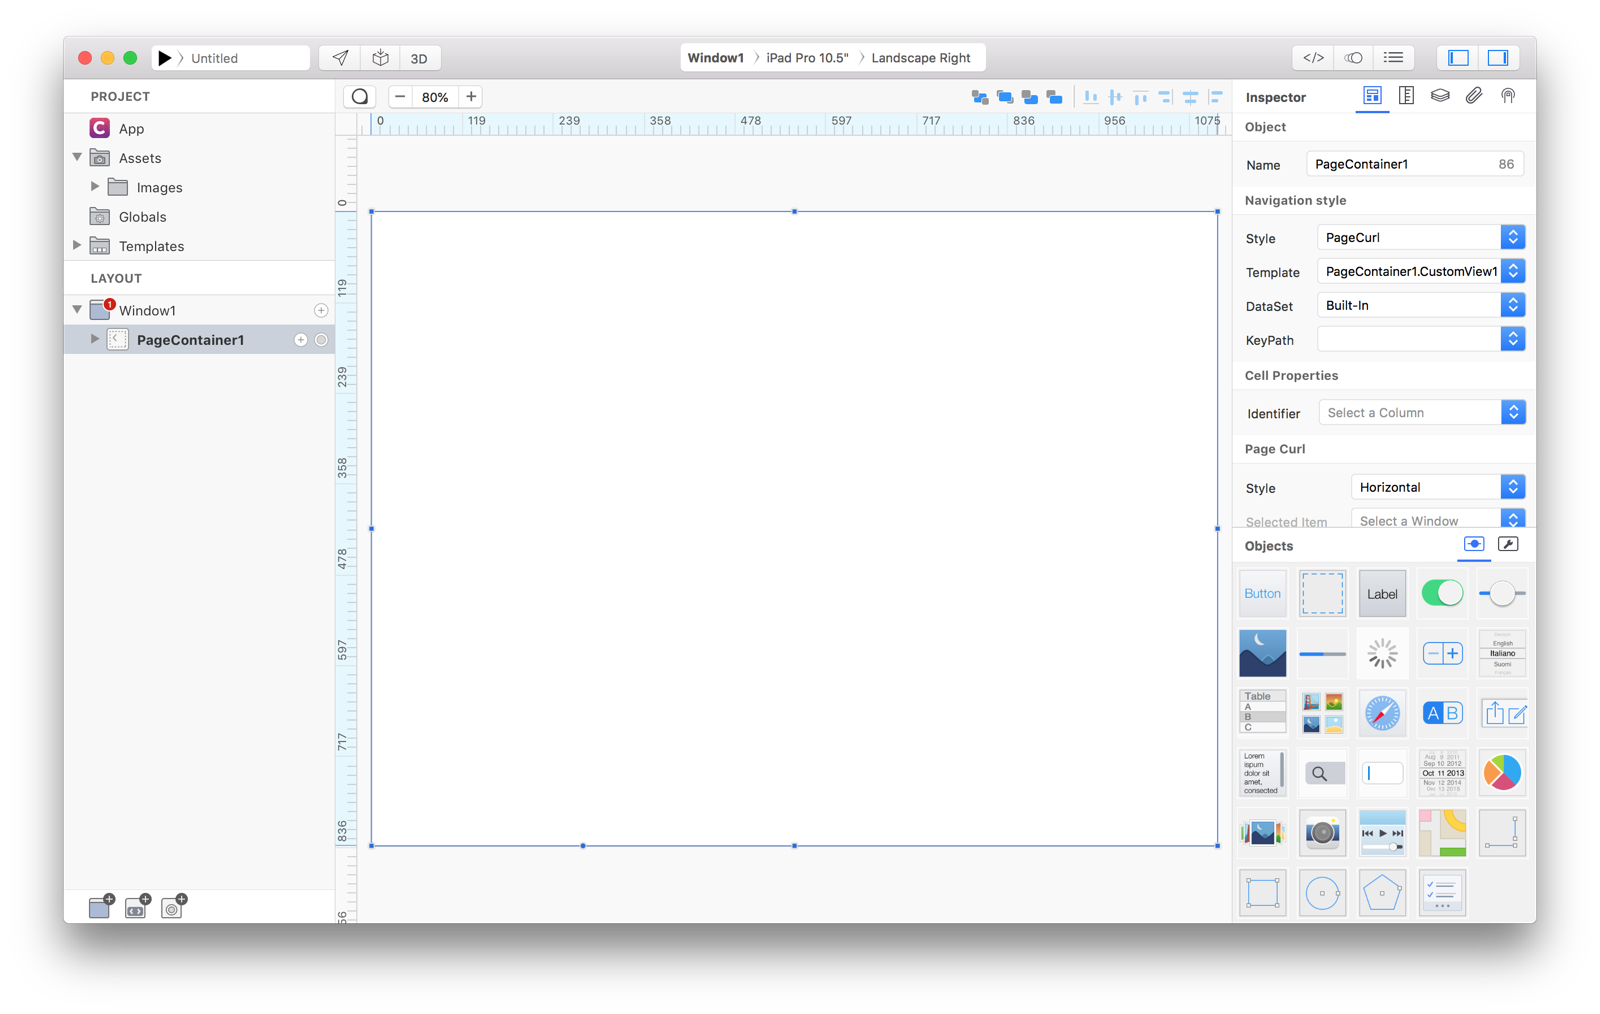 Untitled
3D
Window1 iPad Pro 10.5" Landscape Right
</>
PROJECT
App
Assets
Images
Globals
Templates
LAYOUT
1
Window1
PageContainer1
80%
0 119 239 358 478 597 717 836 956 1075
0
119
239
358
478
597
717
836
Inspector
Object
Name PageContainer1 86
Navigation style
Style PageCurl
Template PageContainer1.CustomView1
DataSet Built-In
KeyPath
Cell Properties
Identifier Select a Column
Page Curl
Style Horizontal
Selected Item Select a Window
Objects
Button
Label
English
Italiano
Suomi
Table
A
B
C
A B
Lorem
ispum
dolor sit
amet,
consected
Aug 9 2011
Sep 10 2012
Oct 11 2013
Nov 12 2014
Dec 13 2015